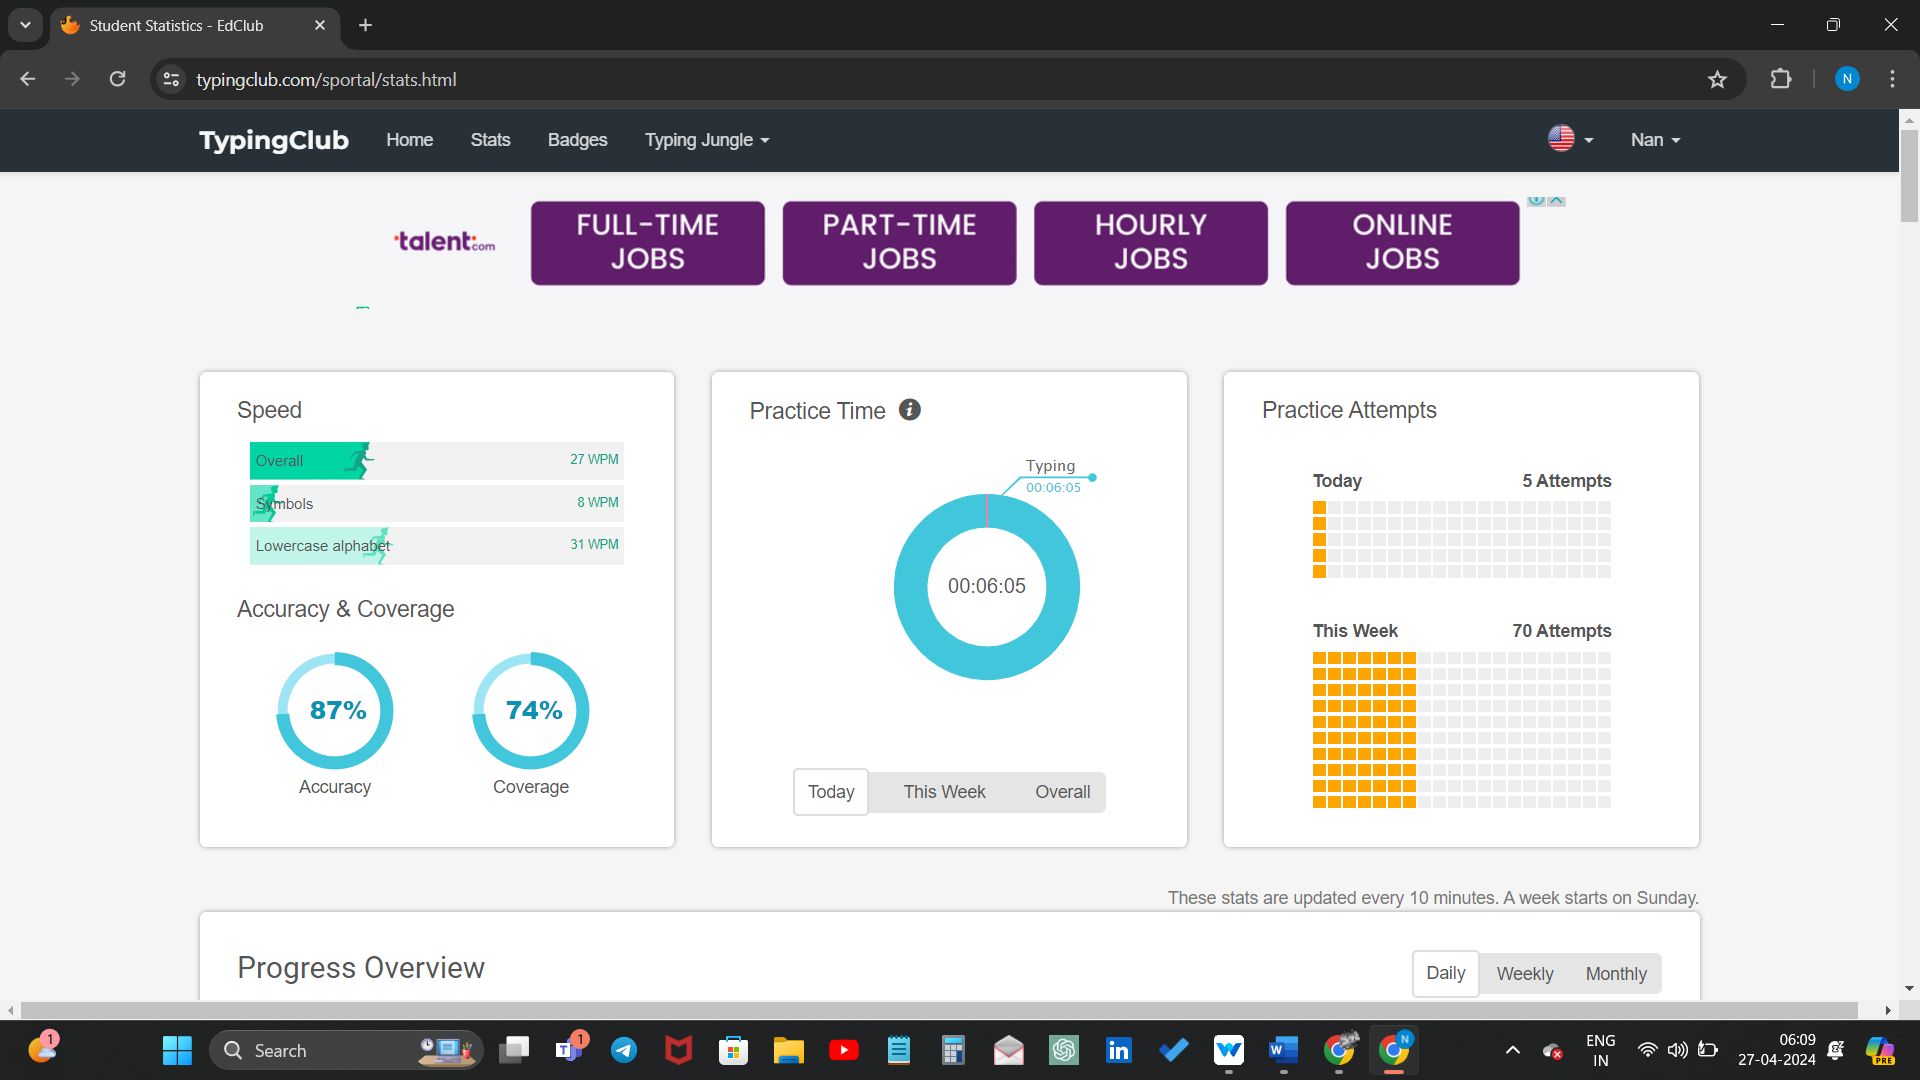 Student Statistics - EdClub
typingclub.com/sportal/stats.html
N
TypingClub Home Stats Badges Typing Jungle Nan
talent.com
FULL-TIME JOBS
PART-TIME JOBS
HOURLY JOBS
ONLINE JOBS
Speed
Overall 27 WPM
Symbols 8 WPM
Lowercase alphabet 31 WPM
Accuracy & Coverage
87% 74%
Accuracy Coverage
Practice Time
Typing
00:06:05
00:06:05
Today This Week Overall
Practice Attempts
Today 5 Attempts
This Week 70 Attempts
These stats are updated every 10 minutes. A week starts on Sunday.
Progress Overview
Daily Weekly Monthly
1
Search
1
N
ENG
IN
06:09
27-04-2024
PRE